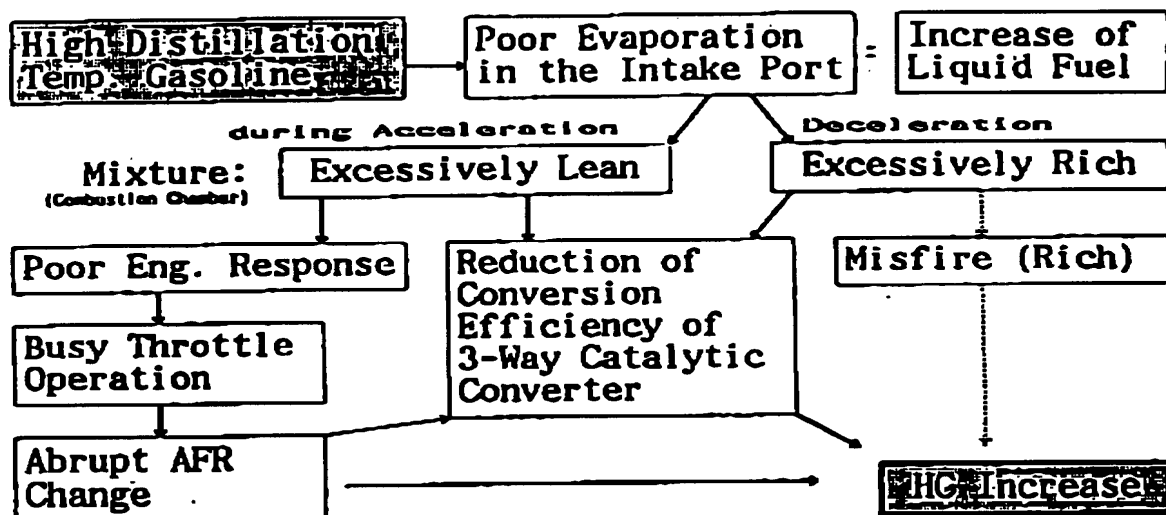 High Distillation
Temp. Gasoline
Poor Evaporation
in the Intake Port
=
Increase of
Liquid Fuel
during Acceleration
Deceleration
Mixture:
(Combustion Chamber)
Excessively Lean
Excessively Rich
Poor Eng. Response
Reduction of
Conversion
Efficiency of
3-Way Catalytic
Converter
Misfire (Rich)
Busy Throttle
Operation
Abrupt AFR
Change
Increase